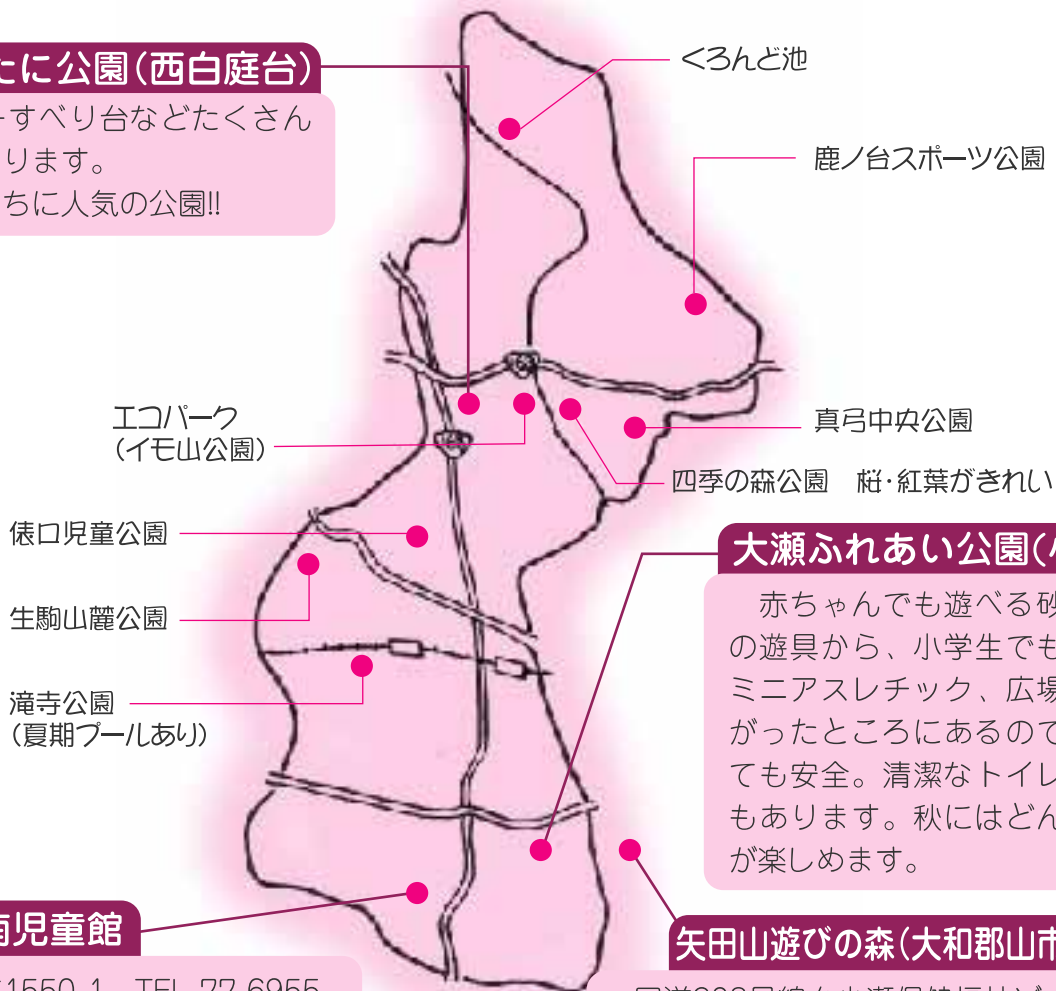 たに公園（西白庭台）
ーすべり台などたくさん
ります。
ちに人気の公園!!
くろんど池
鹿ノ台スポーツ公園
エコパーク
（イモ山公園）
真弓中央公園
四季の森公園　桜・紅葉がきれい
俵口児童公園
生駒山麓公園
滝寺公園
（夏期プールあり）
大瀬ふれあい公園（
赤ちゃんでも遊べる砂
の遊具から、小学生でも
ミニアスレチック、広場
がったところにあるので
ても安全。清潔なトイレ
もあります。秋にはどん
が楽しめます。
南児童館
1550-1　TEL 77-6955
矢田山遊びの森（大和郡山市